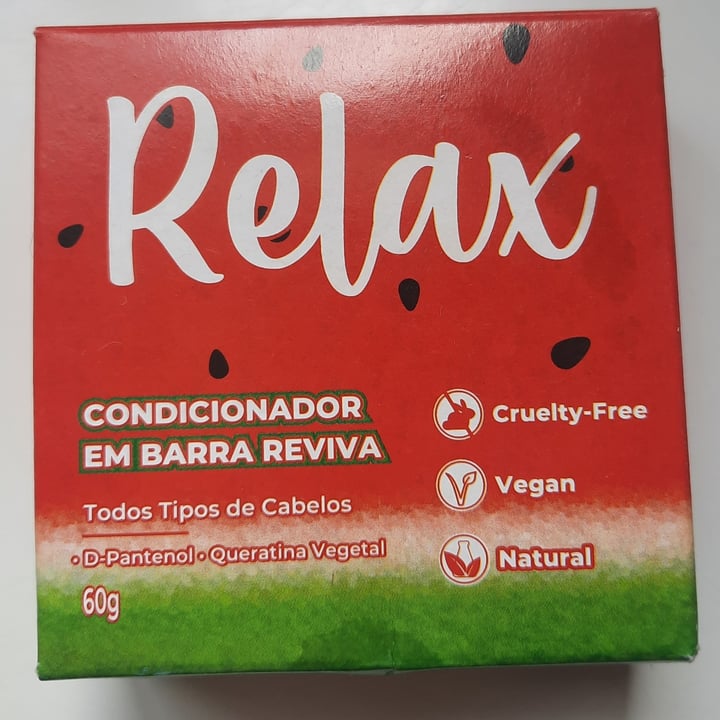 Relax
CONDICIONADOR
EM BARRA REVIVA
Todos Tipos de Cabelos
• D-Pantenol • Queratina Vegetal
60g
Cruelty-Free
Vegan
Natural